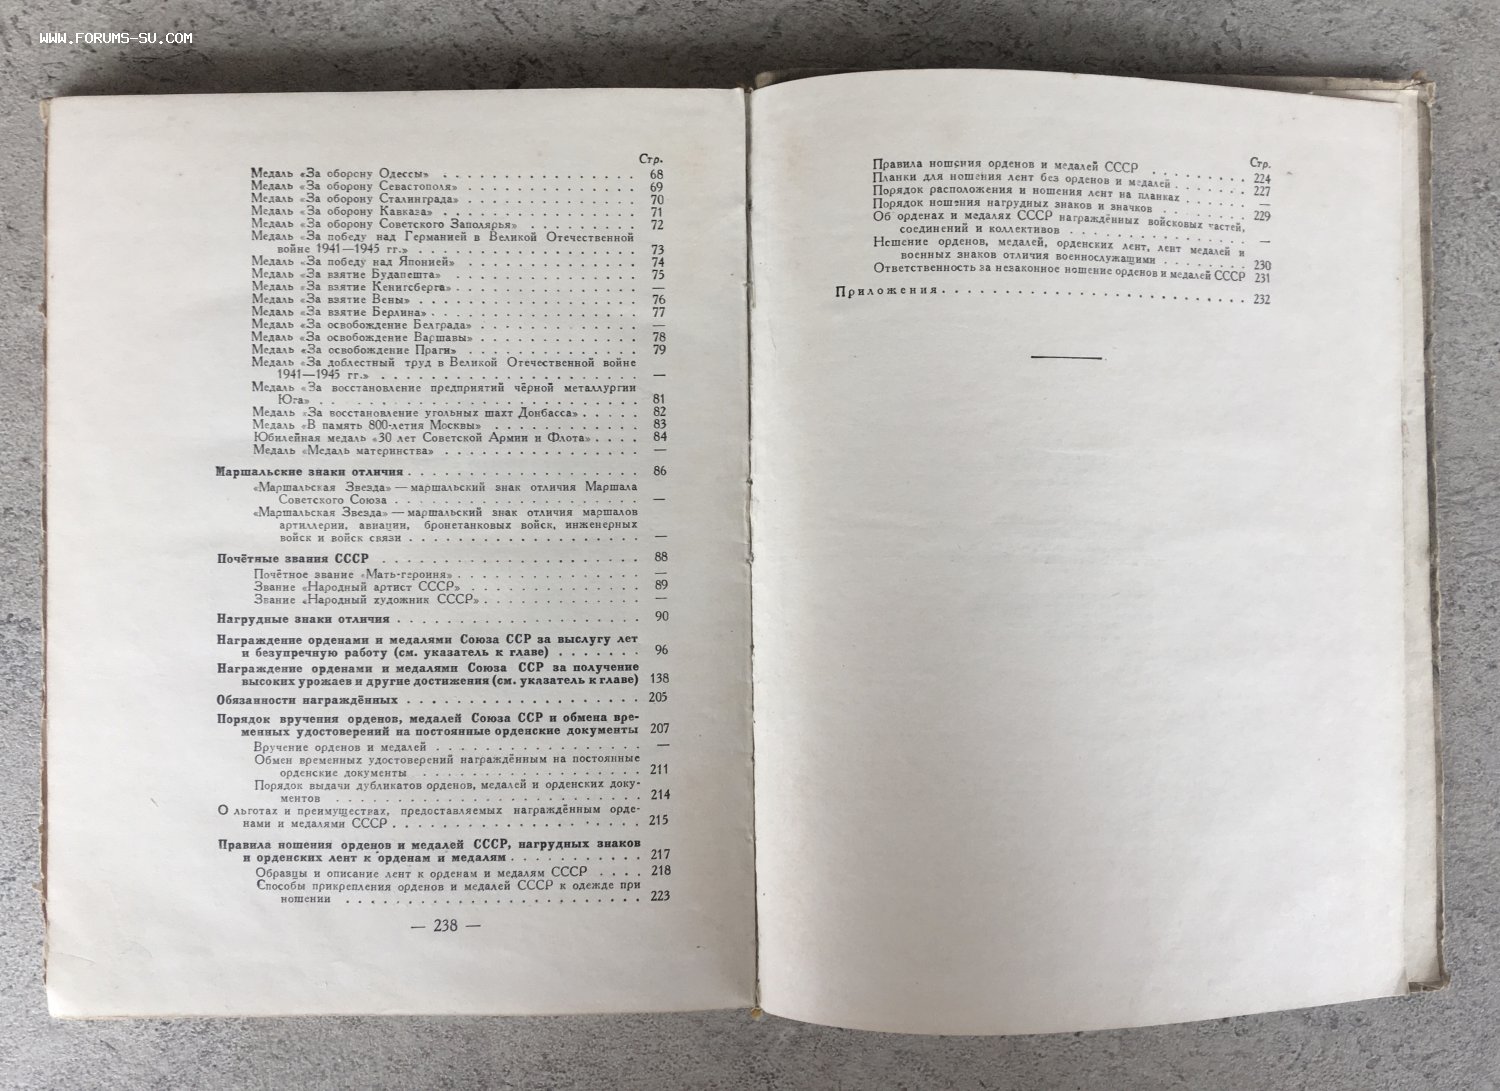 WWW.FORUMS-SU.COM
Стр.
Медаль «За оборону Одессы» . . . . . . . . . . . . . . . . 68
Медаль «За оборону Севастополя» . . . . . . . . . . . . . . 69
Медаль «За оборону Сталинграда» . . . . . . . . . . . . . . 70
Медаль «За оборону Кавказа» . . . . . . . . . . . . . . . . 71
Медаль «За оборону Советского Заполярья» . . . . . . . . . 72
Медаль «За победу над Германией в Великой Отечественной
войне 1941—1945 гг.» . . . . . . . . . . . . . . . . . . 73
Медаль «За победу над Японией» . . . . . . . . . . . . . . 74
Медаль «За взятие Будапешта» . . . . . . . . . . . . . . . 75
Медаль «За взятие Кенигсберга» . . . . . . . . . . . . . . —
Медаль «За взятие Вены» . . . . . . . . . . . . . . . . . . 76
Медаль «За взятие Берлина» . . . . . . . . . . . . . . . . 77
Медаль «За освобождение Белграда» . . . . . . . . . . . . . —
Медаль «За освобождение Варшавы» . . . . . . . . . . . . . 78
Медаль «За освобождение Праги» . . . . . . . . . . . . . . 79
Медаль «За доблестный труд в Великой Отечественной войне
1941—1945 гг.» . . . . . . . . . . . . . . . . . . . . . —
Медаль «За восстановление предприятий чёрной металлургии
Юга» . . . . . . . . . . . . . . . . . . . . . . . . . . 81
Медаль «За восстановление угольных шахт Донбасса» . . . . . 82
Медаль «В память 800-летия Москвы» . . . . . . . . . . . . 83
Юбилейная медаль «30 лет Советской Армии и Флота» . . . . 84
Медаль «Медаль материнства» . . . . . . . . . . . . . . . . —
Маршальские знаки отличия . . . . . . . . . . . . . . . . . 86
«Маршальская Звезда» — маршальский знак отличия Маршала
Советского Союза . . . . . . . . . . . . . . . . . . . . —
«Маршальская Звезда» — маршальский знак отличия маршалов
артиллерии, авиации, бронетанковых войск, инженерных
войск и войск связи . . . . . . . . . . . . . . . . . . . —
Почётные звания СССР . . . . . . . . . . . . . . . . . . . 88
Почётное звание «Мать-героиня» . . . . . . . . . . . . . . —
Звание «Народный артист СССР» . . . . . . . . . . . . . . . 89
Звание «Народный художник СССР» . . . . . . . . . . . . . . —
Нагрудные знаки отличия . . . . . . . . . . . . . . . . . . 90
Награждение орденами и медалями Союза ССР за выслугу лет
и безупречную работу (см. указатель к главе) . . . . . . . 96
Награждение орденами и медалями Союза ССР за получение
высоких урожаев и другие достижения (см. указатель к главе) 138
Обязанности награждённых . . . . . . . . . . . . . . . . . 205
Порядок вручения орденов, медалей Союза ССР и обмена вре-
менных удостоверений на постоянные орденские документы 207
Вручение орденов и медалей . . . . . . . . . . . . . . . . —
Обмен временных удостоверений награждённым на постоянные
орденские документы . . . . . . . . . . . . . . . . . . 211
Порядок выдачи дубликатов орденов, медалей и орденских доку-
ментов . . . . . . . . . . . . . . . . . . . . . . . . . 214
О льготах и преимуществах, предоставляемых награждённым орде-
нами и медалями СССР . . . . . . . . . . . . . . . . . . . 215
Правила ношения орденов и медалей СССР, нагрудных знаков
и орденских лент к орденам и медалям . . . . . . . . . . . 217
Образцы и описание лент к орденам и медалям СССР . . . . 218
Способы прикрепления орденов и медалей СССР к одежде при
ношении . . . . . . . . . . . . . . . . . . . . . . . . . 223
— 238 —
Стр.
Правила ношения орденов и медалей СССР . . . . . . . . 224
Планки для ношения лент без орденов и медалей . . . . . . 227
Порядок расположения и ношения лент на планках . . . . . . —
Порядок ношения нагрудных знаков и значков . . . . . . . . 229
Об орденах и медалях СССР награждённых войсковых частей,
соединений и коллективов . . . . . . . . . . . . . . . . —
Ношение орденов, медалей, орденских лент, лент медалей и
военных знаков отличия военнослужащими . . . . . . . . . 230
Ответственность за незаконное ношение орденов и медалей СССР 231
Приложения . . . . . . . . . . . . . . . . . . . . . . . . 232